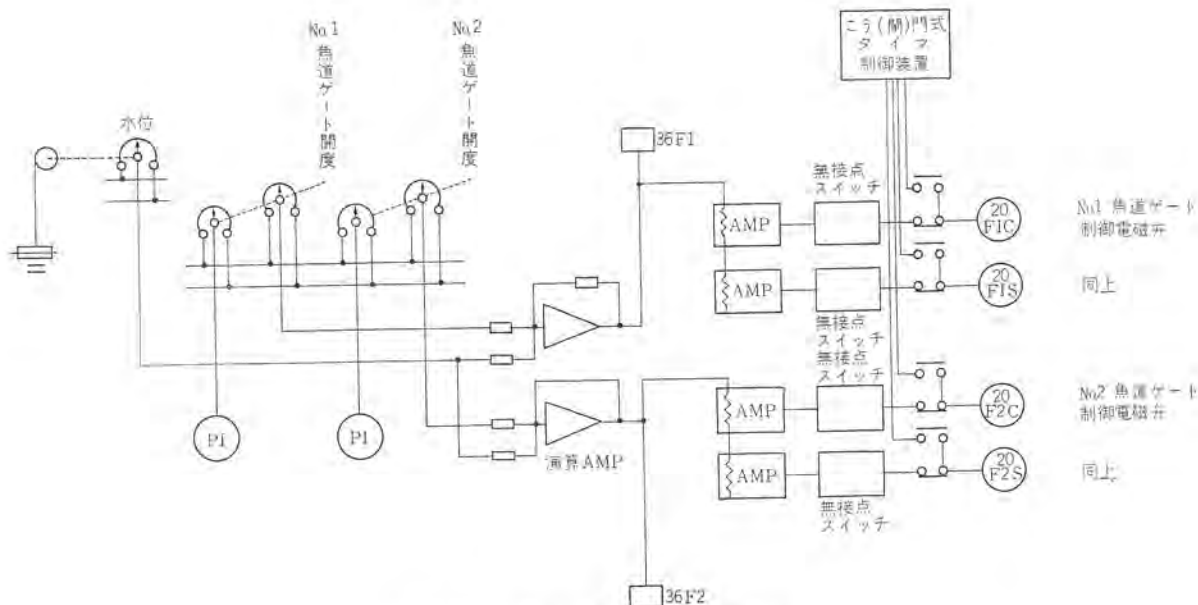 No.1
魚道ゲート開度
No.2
魚道ゲート開度
水位
こう(閘)門式
タイマ
制御装置
36F1
無接点
スイッチ
AMP
20
F1C
No.1 魚道ゲート
制御電磁弁
AMP
20
F1S
同上
無接点
スイッチ
無接点
スイッチ
AMP
20
F2C
No.2 魚道ゲート
制御電磁弁
P1
P1
演算AMP
AMP
20
F2S
同上
無接点
スイッチ
36F2